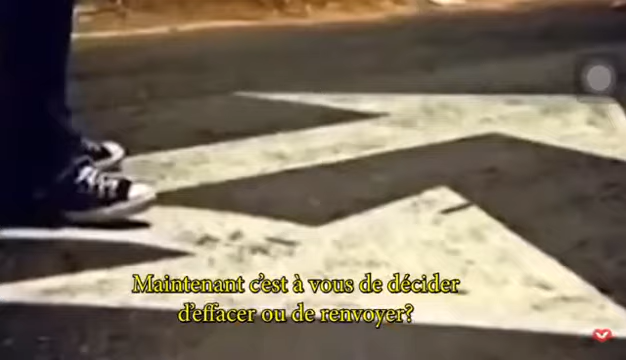 Maintenant c'est à vous de décider
d'effacer ou de renvoyer?